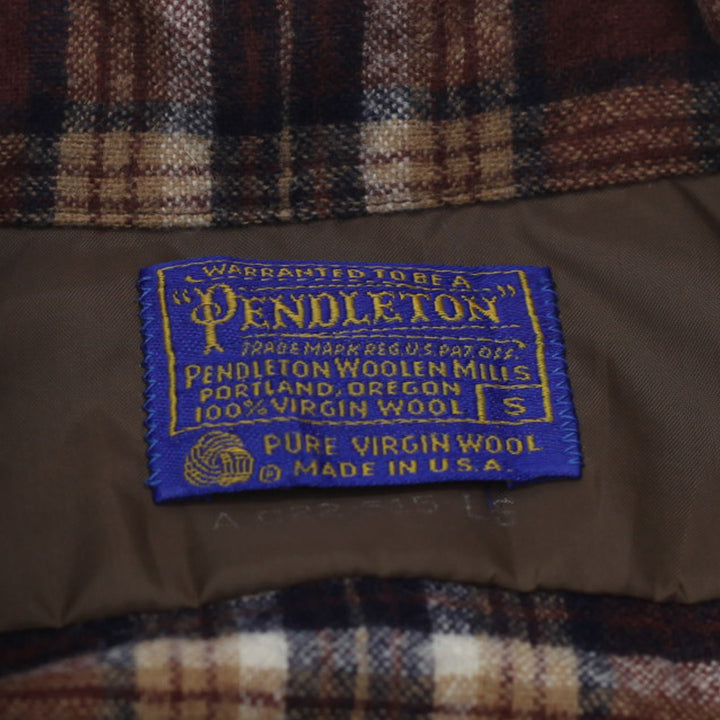 WARRANTED TO BE A
"PENDLETON"
TRADE MARK REG. U.S. PAT. OFF.
PENDLETON WOOLEN MILLS
PORTLAND, OREGON
100% VIRGIN WOOL S
PURE VIRGIN WOOL
® MADE IN U.S.A.